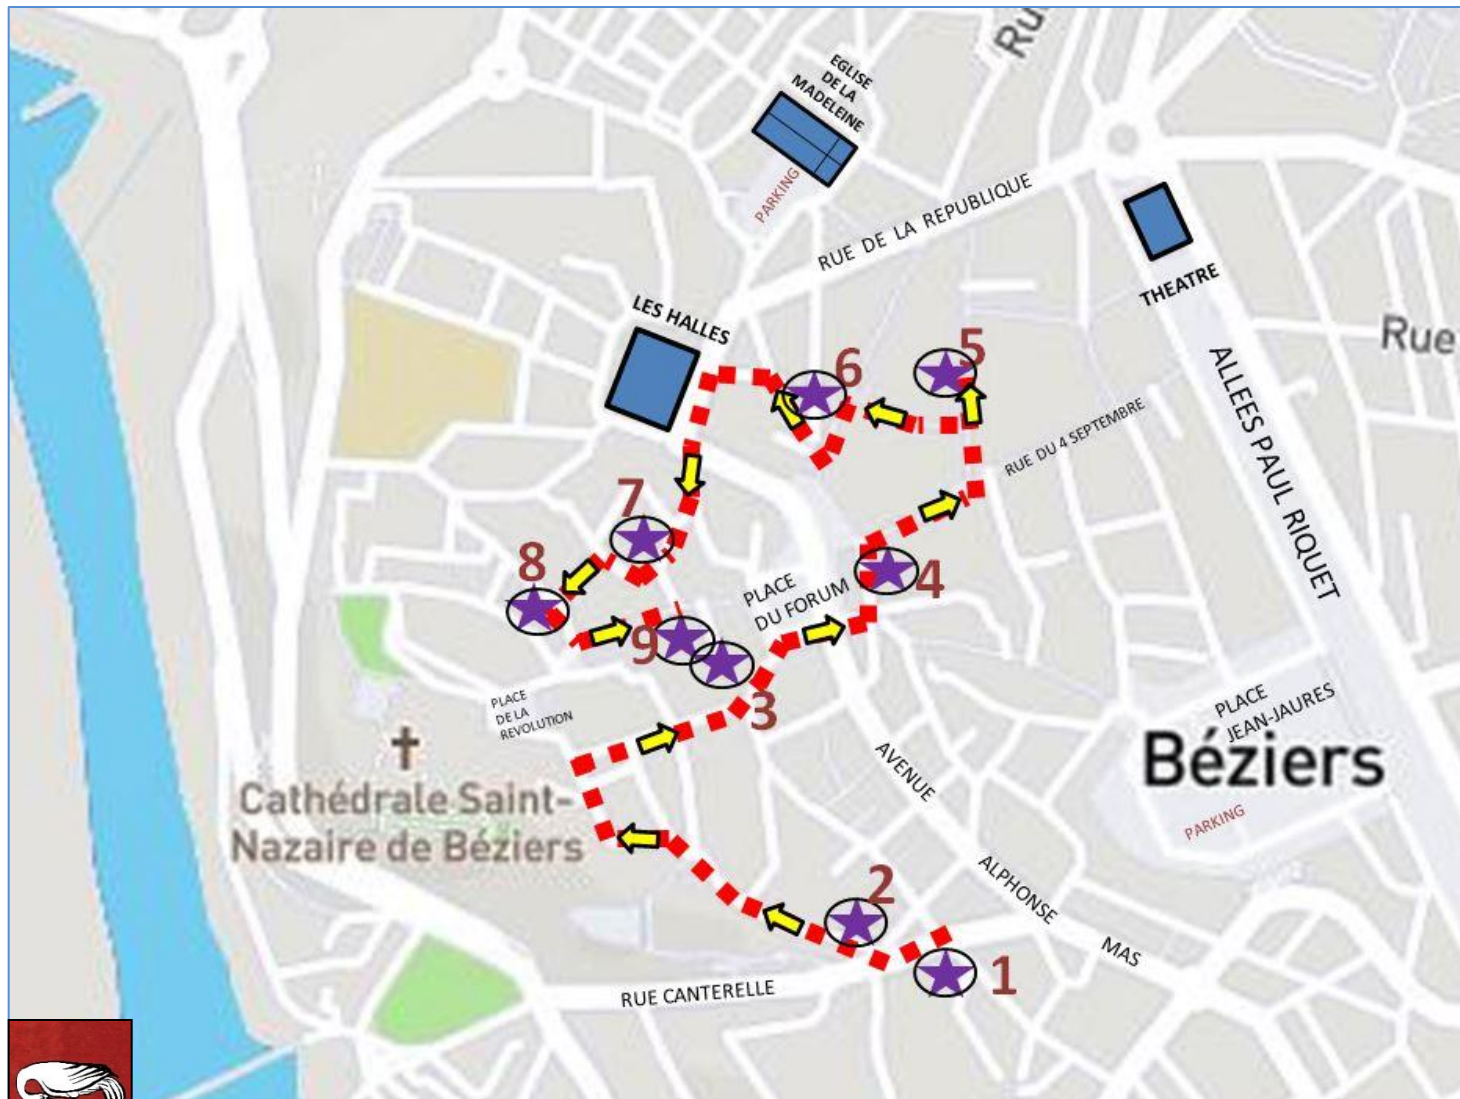 Ru
EGLISE
DE LA
MADELEINE
PARKING
RUE DE LA REPUBLIQUE
THEATRE
LES HALLES
Rue
ALLEES PAUL RIQUET
5
6
RUE DU 4 SEPTEMBRE
7
8
4
PLACE
DU FORUM
9
3
PLACE
DE LA
REVOLUTION
PLACE
JEAN-JAURES
Béziers
PARKING
Cathédrale Saint-
Nazaire de Béziers
AVENUE
ALPHONSE
MAS
2
1
RUE CANTERELLE